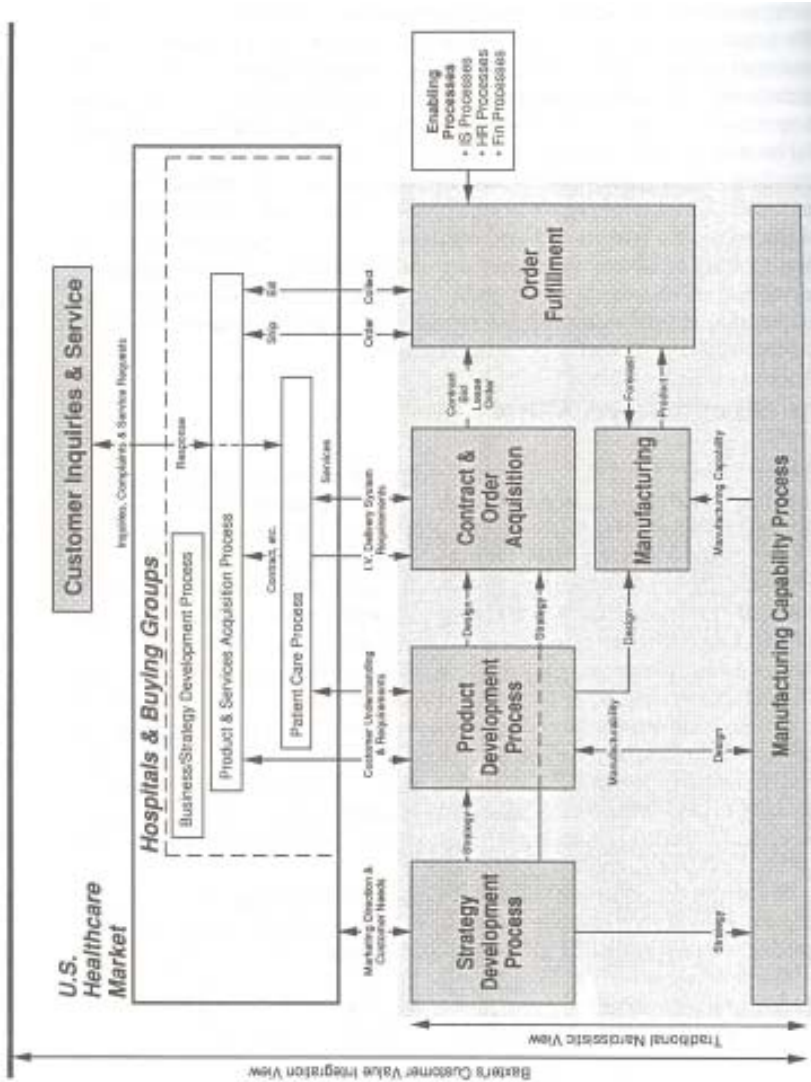 U.S.
Healthcare
Market
Customer Inquiries & Service
Inquiries, Complaints & Service Requests
Hospitals & Buying Groups
Business/Strategy Development Process
Response
Product & Services Acquisition Process
Contract, etc.
Patient Care Process
Services
Ship
Bill
Marketing Direction &
Customer Needs
Customer Understanding
& Requirements
I.V. Delivery System
Requirements
Order
Collect
Strategy
Development
Process
Strategy
Product
Development
Process
Design
Strategy
Contract &
Order
Acquisition
Contract
Bid
Lease
Order
Order
Fulfillment
Enabling
Processes
• IS Processes
• HR Processes
• Fin Processes
Manufacturability
Design
Manufacturing
Forecast
Product
Strategy
Design
Manufacturing Capability
Manufacturing Capability Process
Traditional Narcissistic View
Baxter's Customer Value Integration View